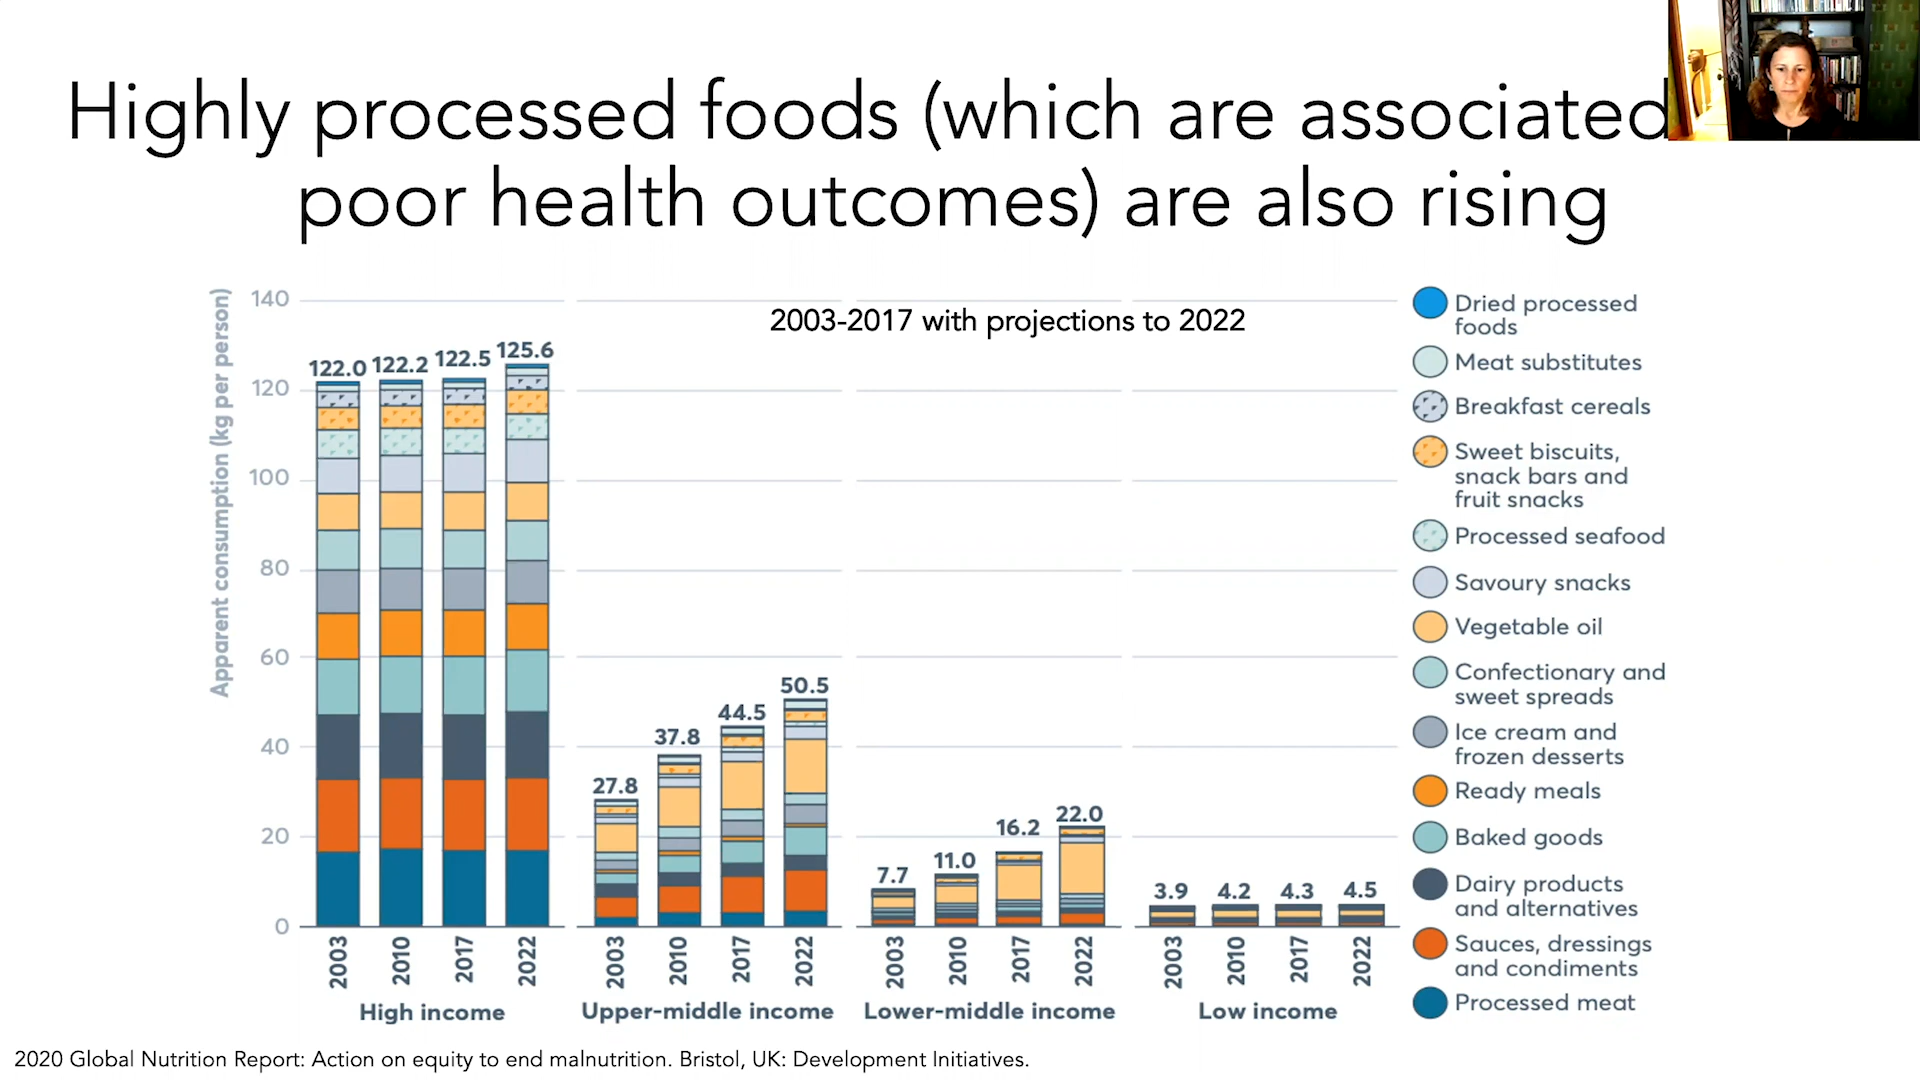 Highly processed foods (which are associated
poor health outcomes) are also rising
2003-2017 with projections to 2022
Apparent consumption (kg per person)
140
120
100
80
60
40
20
0
122.0 122.2 122.5 125.6
27.8 37.8 44.5 50.5
7.7 11.0 16.2 22.0
3.9 4.2 4.3 4.5
2003 2010 2017 2022
2003 2010 2017 2022
2003 2010 2017 2022
2003 2010 2017 2022
High income
Upper-middle income
Lower-middle income
Low income
Dried processed
foods
Meat substitutes
Breakfast cereals
Sweet biscuits,
snack bars and
fruit snacks
Processed seafood
Savoury snacks
Vegetable oil
Confectionary and
sweet spreads
Ice cream and
frozen desserts
Ready meals
Baked goods
Dairy products
and alternatives
Sauces, dressings
and condiments
Processed meat
2020 Global Nutrition Report: Action on equity to end malnutrition. Bristol, UK: Development Initiatives.